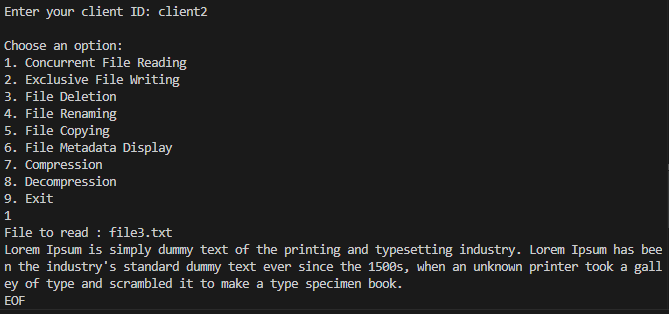 Enter your client ID: client2
Choose an option:
1. Concurrent File Reading
2. Exclusive File Writing
3. File Deletion
4. File Renaming
5. File Copying
6. File Metadata Display
7. Compression
8. Decompression
9. Exit
1
File to read : file3.txt
Lorem Ipsum is simply dummy text of the printing and typesetting industry. Lorem Ipsum has bee
n the industry's standard dummy text ever since the 1500s, when an unknown printer took a gall
ey of type and scrambled it to make a type specimen book.
EOF